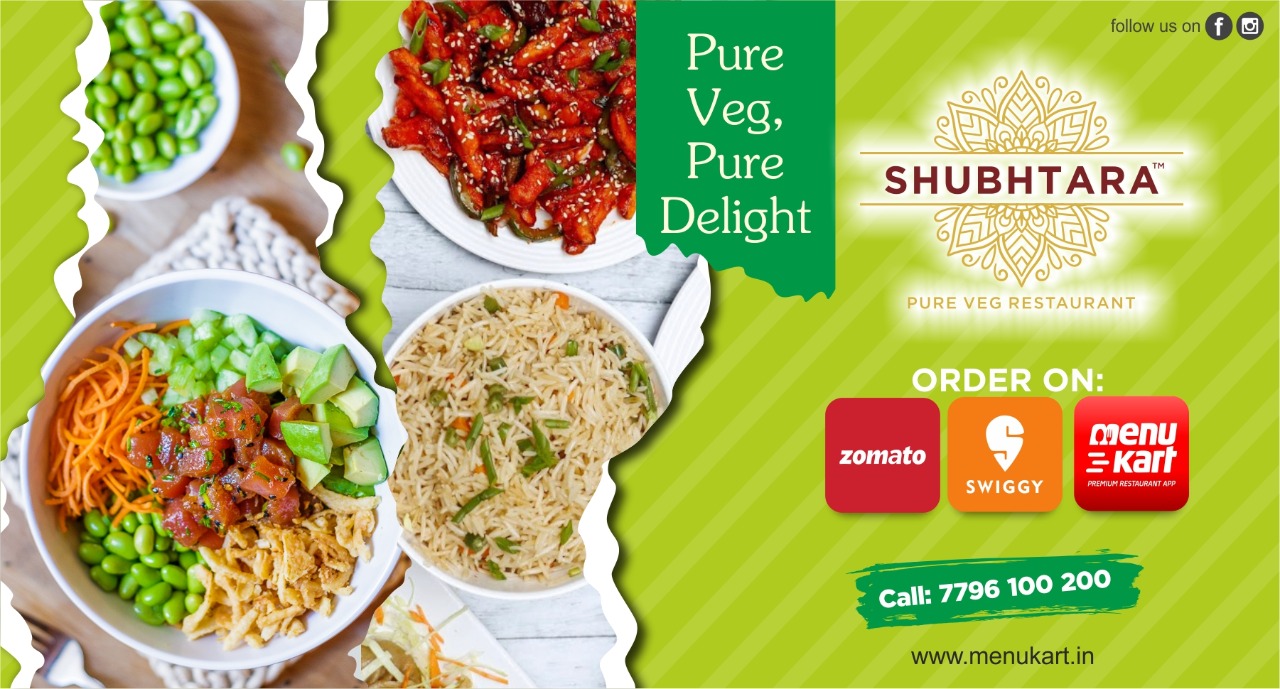 Pure
Veg,
Pure
Delight
follow us on
SHUBHTARA™
PURE VEG RESTAURANT
ORDER ON:
zomato
SWIGGY
menu
kart
PREMIUM RESTAURANT APP
Call: 7796 100 200
www.menukart.in